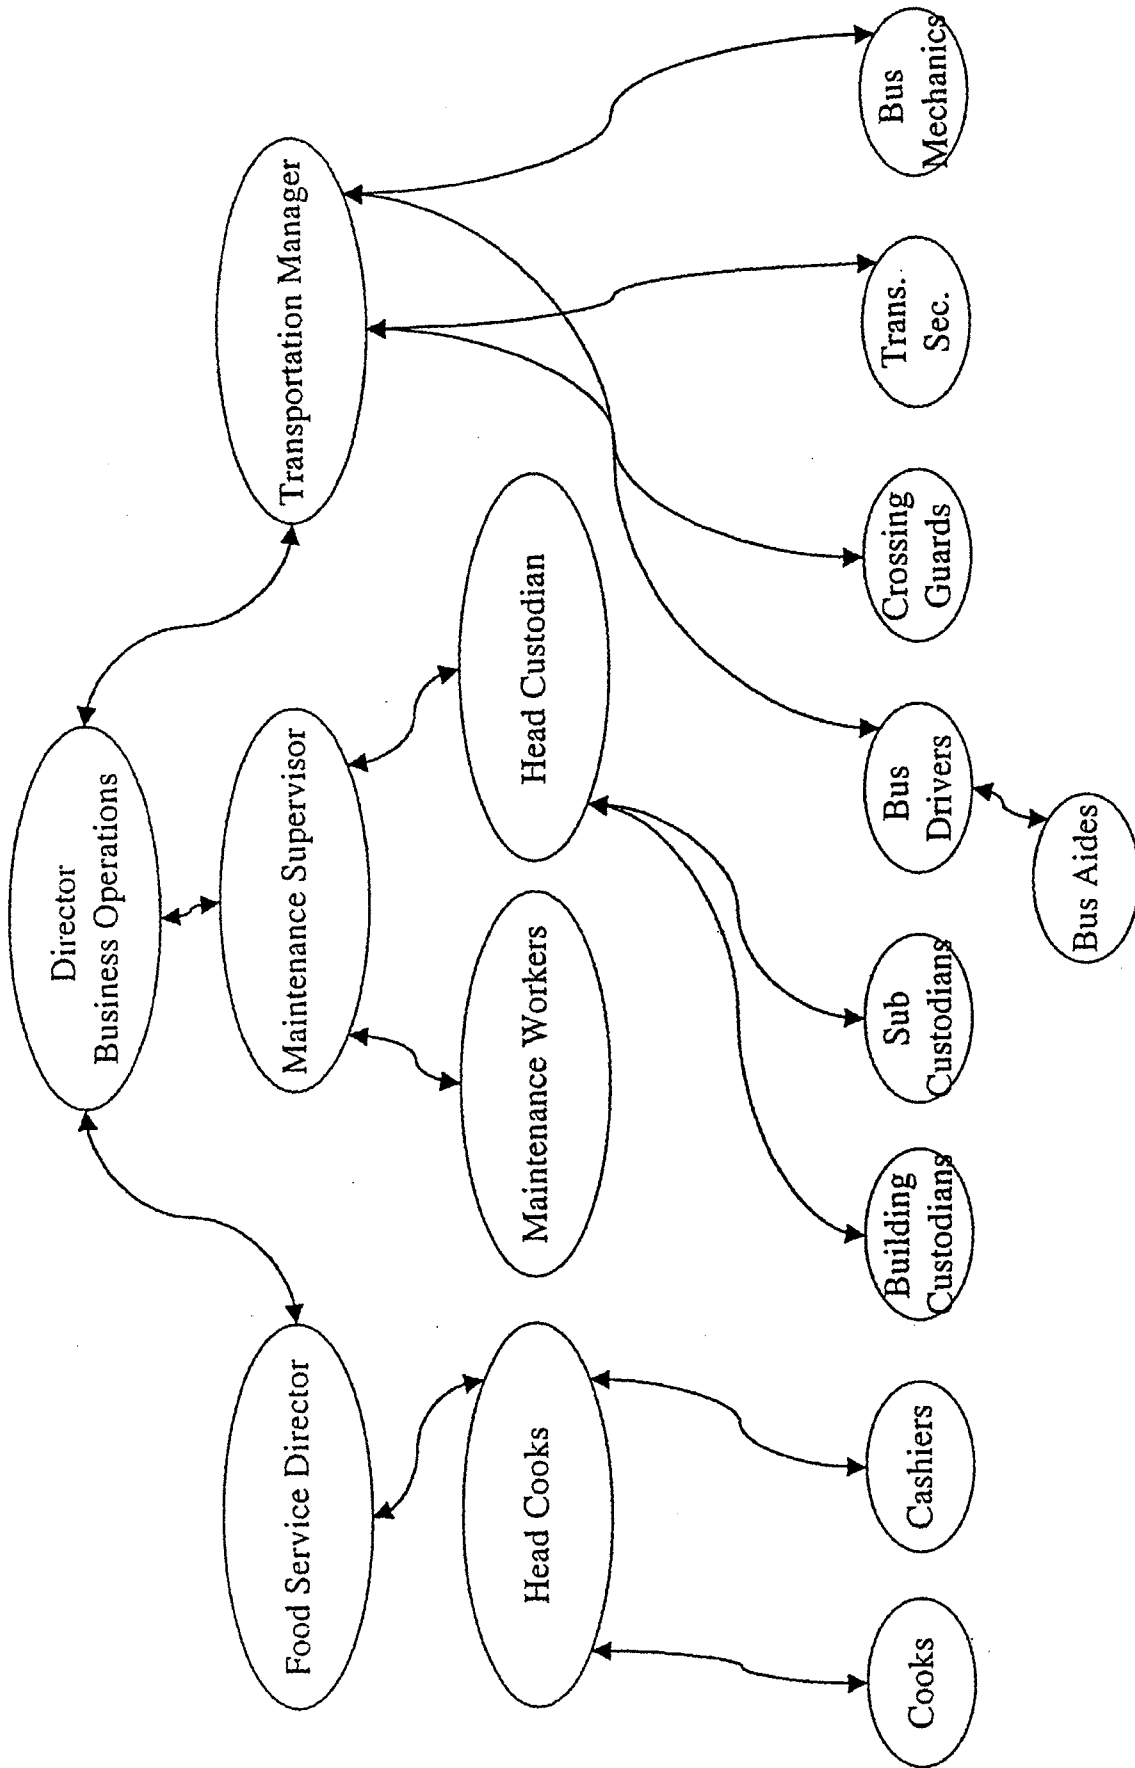 Director
Business Operations
Food Service Director
Maintenance Supervisor
Transportation Manager
Head Cooks
Maintenance Workers
Head Custodian
Cooks
Cashiers
Building
Custodians
Sub
Custodians
Bus
Drivers
Crossing
Guards
Trans.
Sec.
Bus
Mechanics
Bus Aides